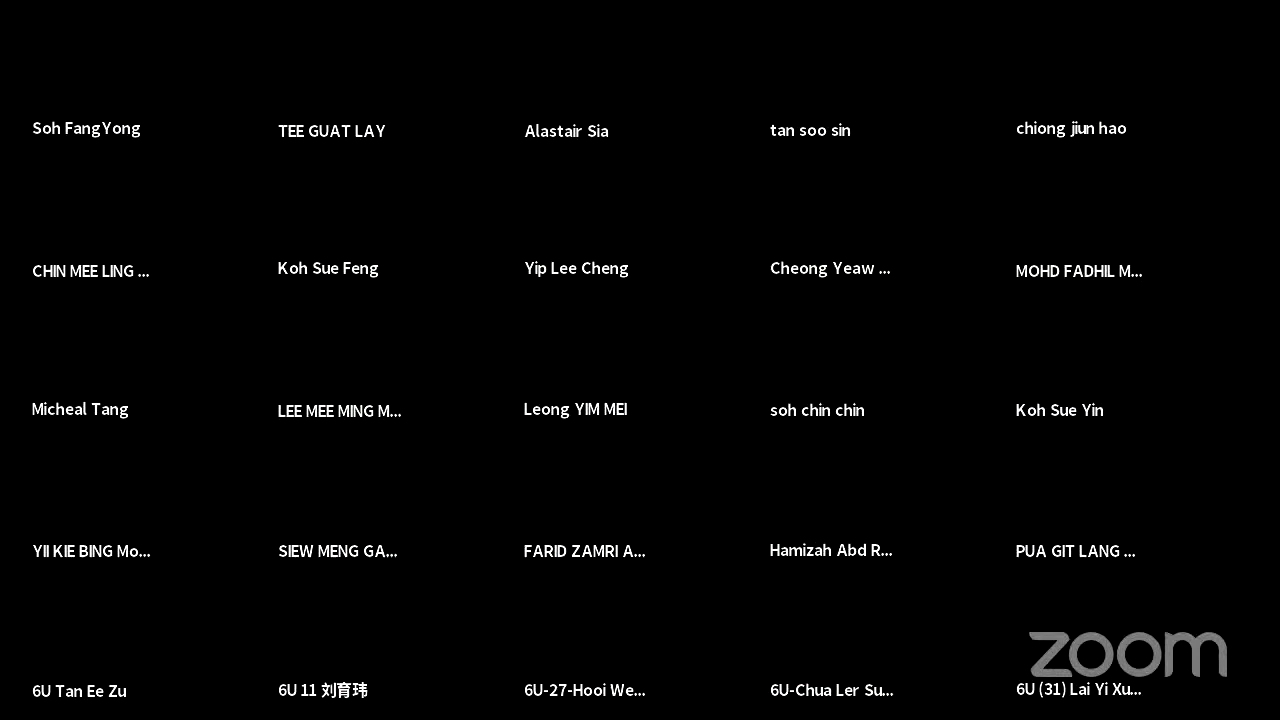 Soh FangYong
TEE GUAT LAY
Alastair Sia
tan soo sin
chiong jiun hao
CHIN MEE LING ...
Koh Sue Feng
Yip Lee Cheng
Cheong Yeaw ...
MOHD FADHIL M...
Micheal Tang
LEE MEE MING M...
Leong YIM MEI
soh chin chin
Koh Sue Yin
YII KIE BING Mo...
SIEW MENG GA...
FARID ZAMRI A...
Hamizah Abd R...
PUA GIT LANG ...
zoom
6U Tan Ee Zu
6U 11 刘育玮
6U-27-Hooi We...
6U-Chua Ler Su...
6U (31) Lai Yi Xu...